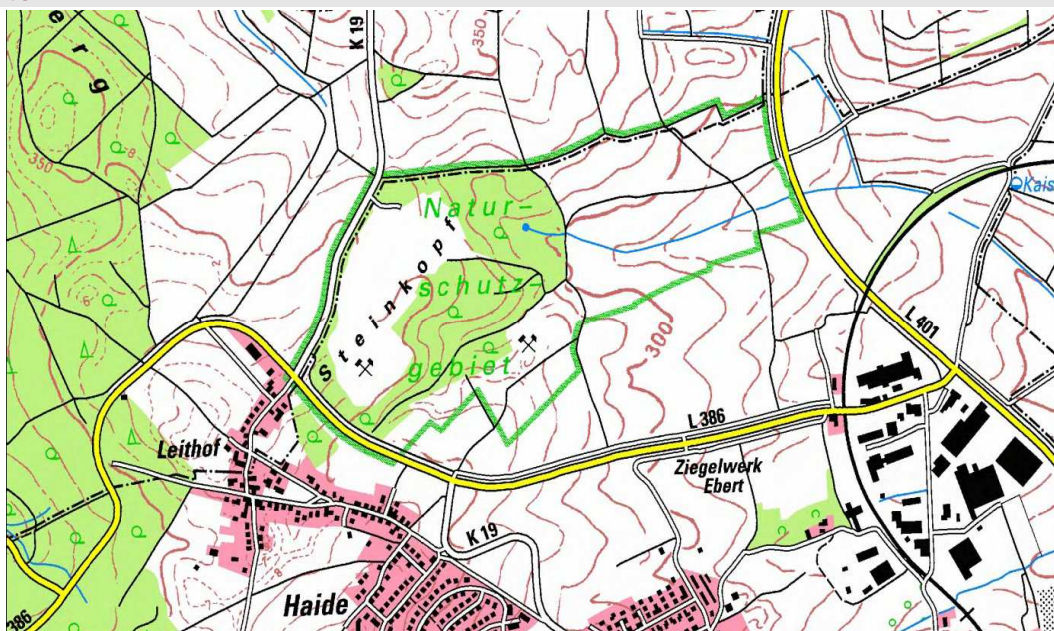 K 19
350
e r g
Kais
350
Natur-
Steinkopf
schutz-
300
L 401
gebiet
L 386
Leithof
Ziegelwerk
Ebert
K 19
Haide
386